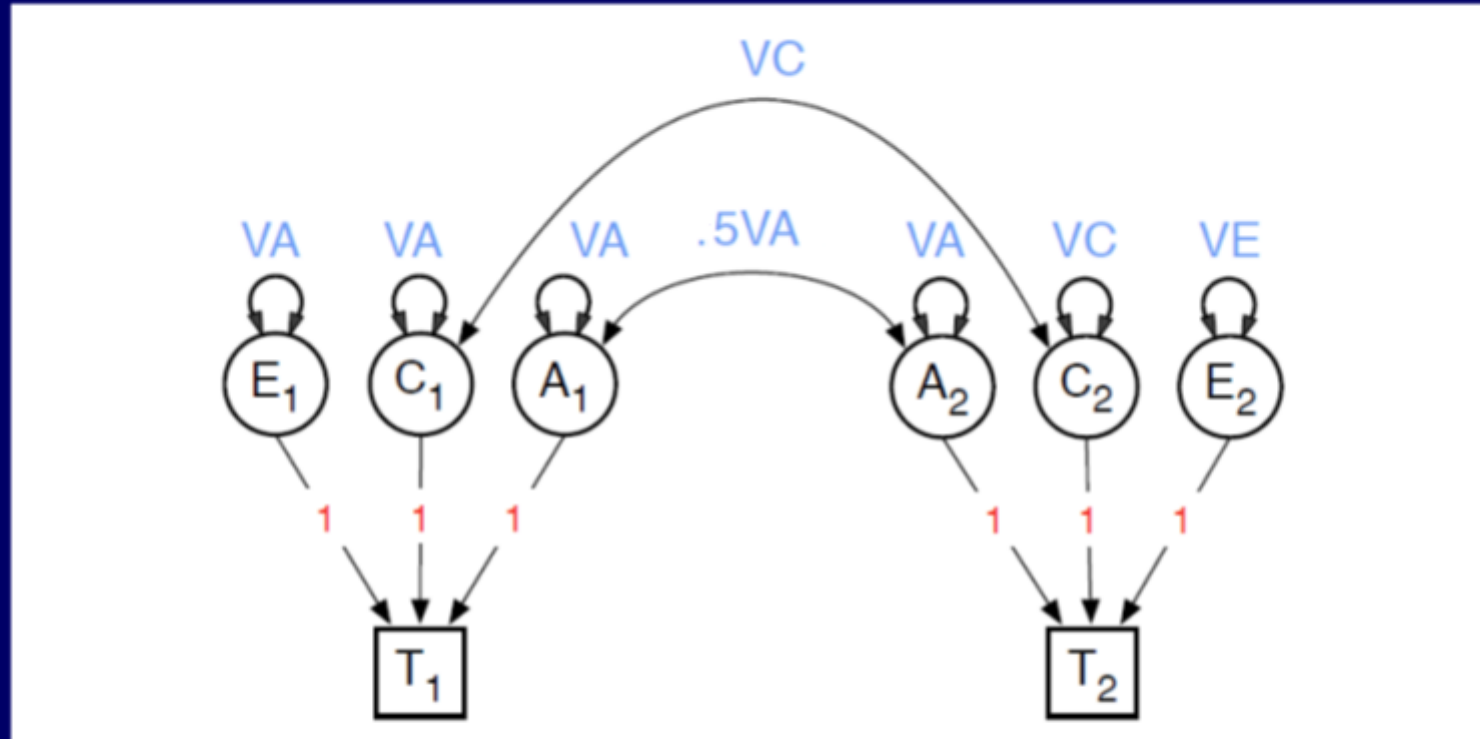 VC
VA VA VA .5VA VA VC VE
E1 C1 A1 A2 C2 E2
1 1 1 1 1 1
T1 T2